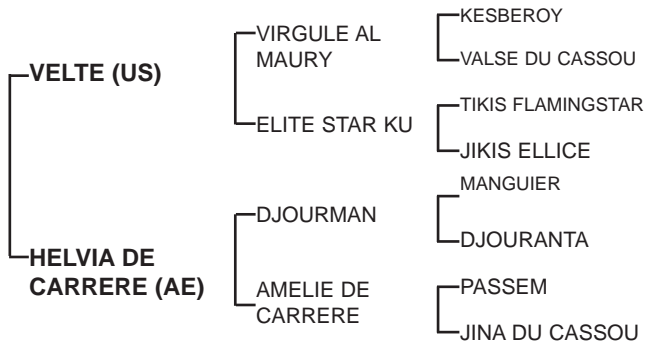 VELTE (US)
HELVIA DE
CARRERE (AE)
VIRGULE AL
MAURY
ELITE STAR KU
DJOURMAN
AMELIE DE
CARRERE
KESBEROY
VALSE DU CASSOU
TIKIS FLAMINGSTAR
JIKIS ELLICE
MANGUIER
DJOURANTA
PASSEM
JINA DU CASSOU